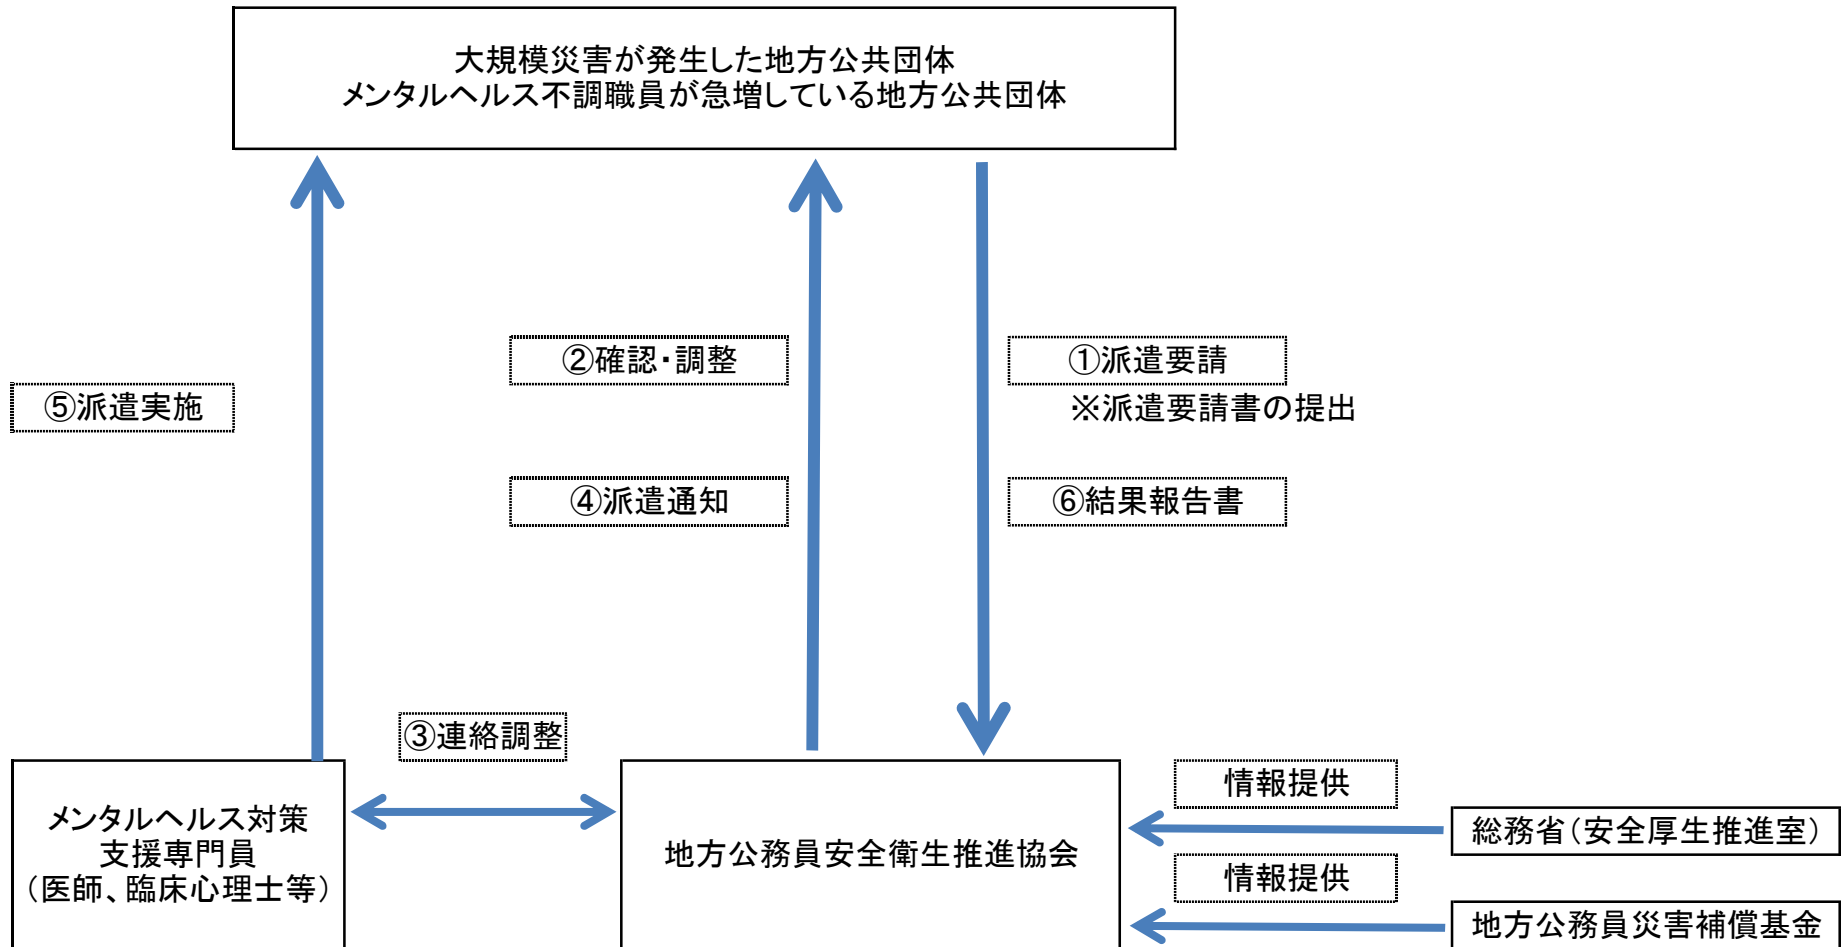 大規模災害が発生した地方公共団体
メンタルヘルス不調職員が急増している地方公共団体
②確認・調整
①派遣要請
※派遣要請書の提出
⑤派遣実施
④派遣通知
⑥結果報告書
③連絡調整
メンタルヘルス対策
支援専門員
（医師、臨床心理士等）
地方公務員安全衛生推進協会
情報提供
総務省（安全厚生推進室）
情報提供
地方公務員災害補償基金